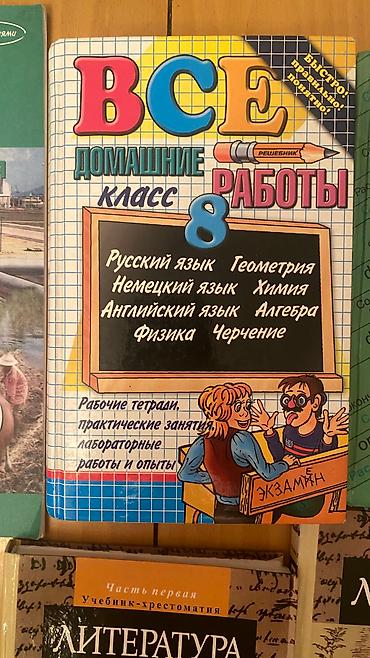 ВСЕ
БЫСТРО!
правильно!
понятно!
ДОМАШНИЕ
РЕШЕБНИК
РАБОТЫ
КЛАСС
8
Русский язык Геометрия
Немецкий язык Химия
Английский язык Алгебра
Физика Черчение
Рабочие тетради,
практические занятия,
лабораторные
работы и опыты
ЭКЗАМЕН
Часть первая
Учебник-хрестоматия
ЛИТЕРАТУРА